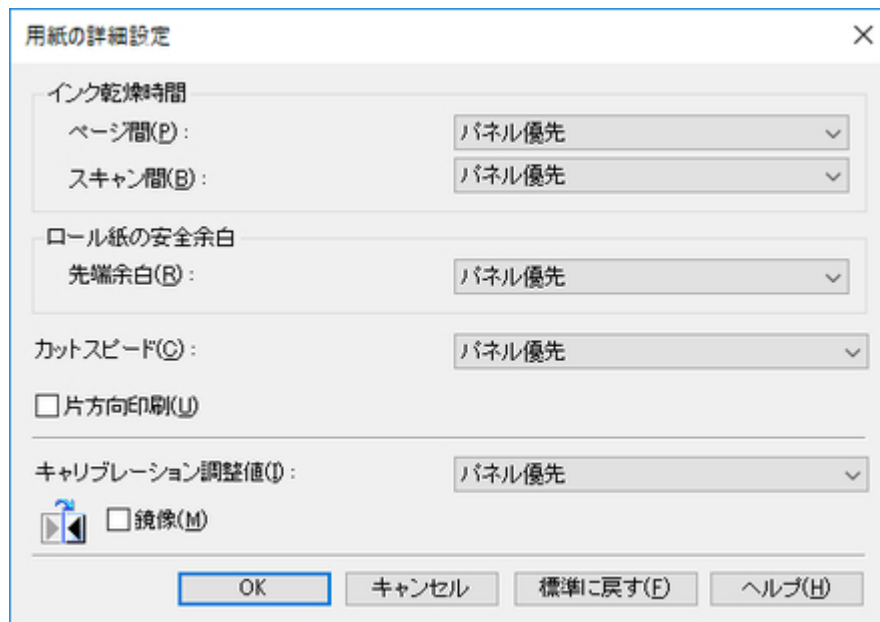 用紙の詳細設定
インク乾燥時間
ページ間(P) : パネル優先
スキャン間(B) : パネル優先
ロール紙の安全余白
先端余白(R) : パネル優先
カットスピード(C) : パネル優先
片方向印刷(U)
キャリブレーション調整値(I) : パネル優先
鏡像(M)
OK キャンセル 標準に戻す(F) ヘルプ(H)